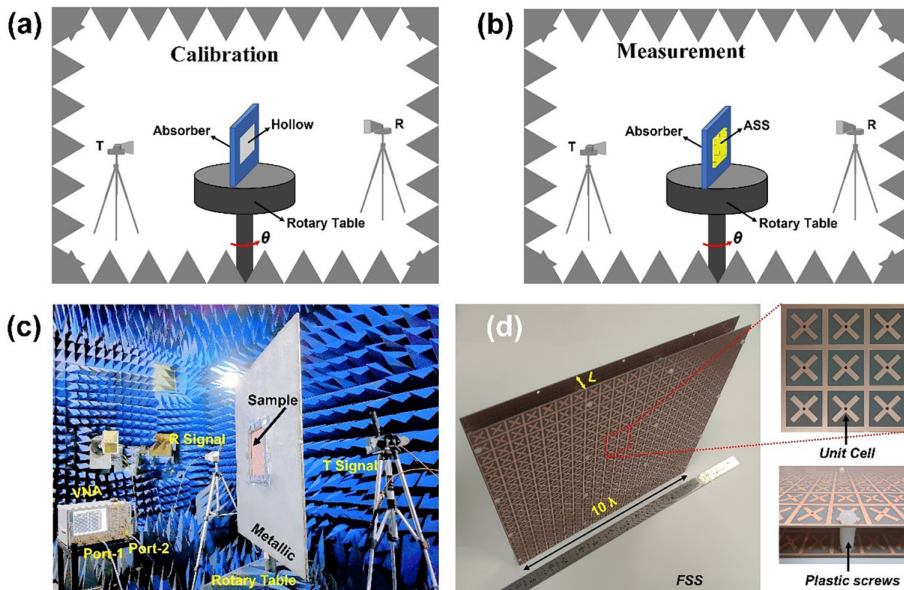 (a)
Calibration
Absorber
Hollow
T
R
Rotary Table
θ
(b)
Measurement
Absorber
ASS
T
R
Rotary Table
θ
(c)
Sample
R Signal
T Signal
VNA
Port-1
Port-2
Metallic
Rotary Table
(d)
10 λ
FSS
Unit Cell
Plastic screws